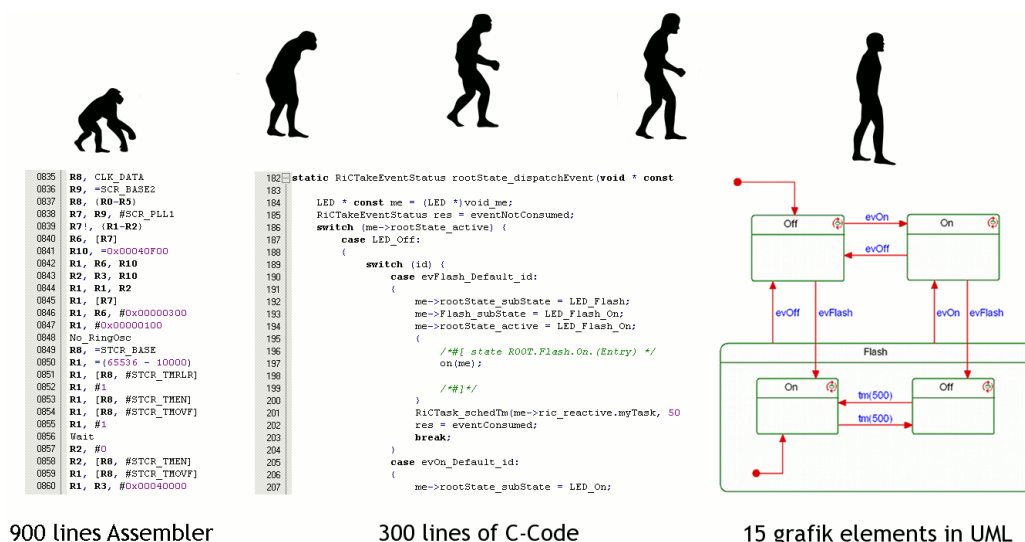 0835 R8, CLK_DATA
0836 R9, =SCR_BASE2
0837 R8, {R0-R5}
0838 R7, R9, #SCR_PLL1
0839 R7!, {R1-R2}
0840 R6, [R7]
0841 R10, =0x00040F00
0842 R1, R6, R10
0843 R2, R3, R10
0844 R1, R1, R2
0845 R1, [R7]
0846 R1, R6, #0x00000300
0847 R1, #0x00000100
0848 No_RingOsc
0849 R8, =STCR_BASE
0850 R1, =(65536 - 10000)
0851 R1, [R8, #STCR_TMRLR]
0852 R1, #1
0853 R1, [R8, #STCR_TMEN]
0854 R1, [R8, #STCR_TMOVF]
0855 R1, #1
0856 Wait
0857 R2, #0
0858 R2, [R8, #STCR_TMEN]
0859 R1, [R8, #STCR_TMOVF]
0860 R1, R3, #0x00040000
900 lines Assembler
182 static RiCTakeEventStatus rootState_dispatchEvent(void * const
183
184 LED * const me = (LED *)void_me;
185 RiCTakeEventStatus res = eventNotConsumed;
186 switch (me->rootState_active) {
187 case LED_Off:
188 {
189 switch (id) {
190 case evFlash_Default_id:
191 {
192 me->rootState_subState = LED_Flash;
193 me->Flash_subState = LED_Flash_On;
194 me->rootState_active = LED_Flash_On;
195 {
196 /*#[ state ROOT.Flash.On.(Entry) */
197 on(me);
198
199 /*#]*/
200 }
201 RiCTask_schedTm(me->ric_reactive.myTask, 50
202 res = eventConsumed;
203 break;
204 }
205 case evOn_Default_id:
206 {
207 me->rootState_subState = LED_On;
300 lines of C-Code
Off
evOn
On
evOff
evOff
evFlash
evOn
evFlash
Flash
On
Off
tm(500)
tm(500)
15 grafik elements in UML